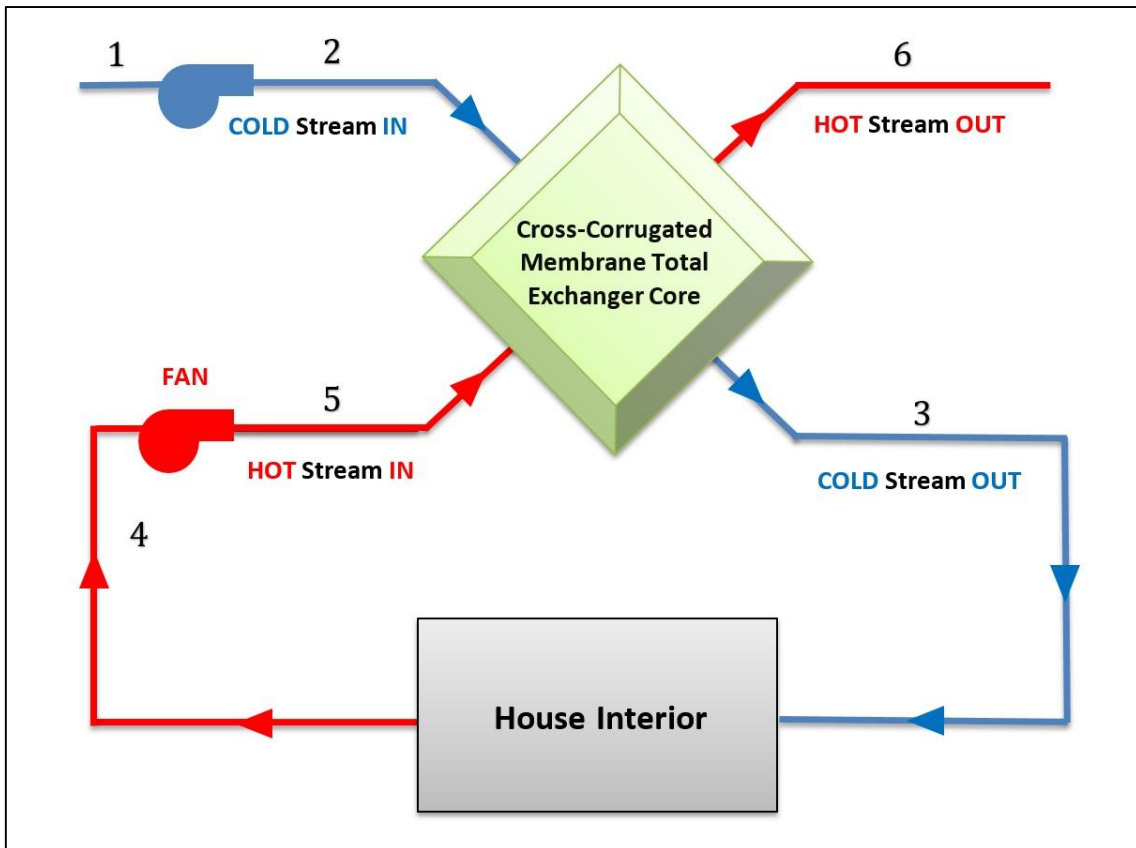 1
2
6
COLD Stream IN
HOT Stream OUT
Cross-Corrugated
Membrane Total
Exchanger Core
FAN
5
3
HOT Stream IN
COLD Stream OUT
4
House Interior